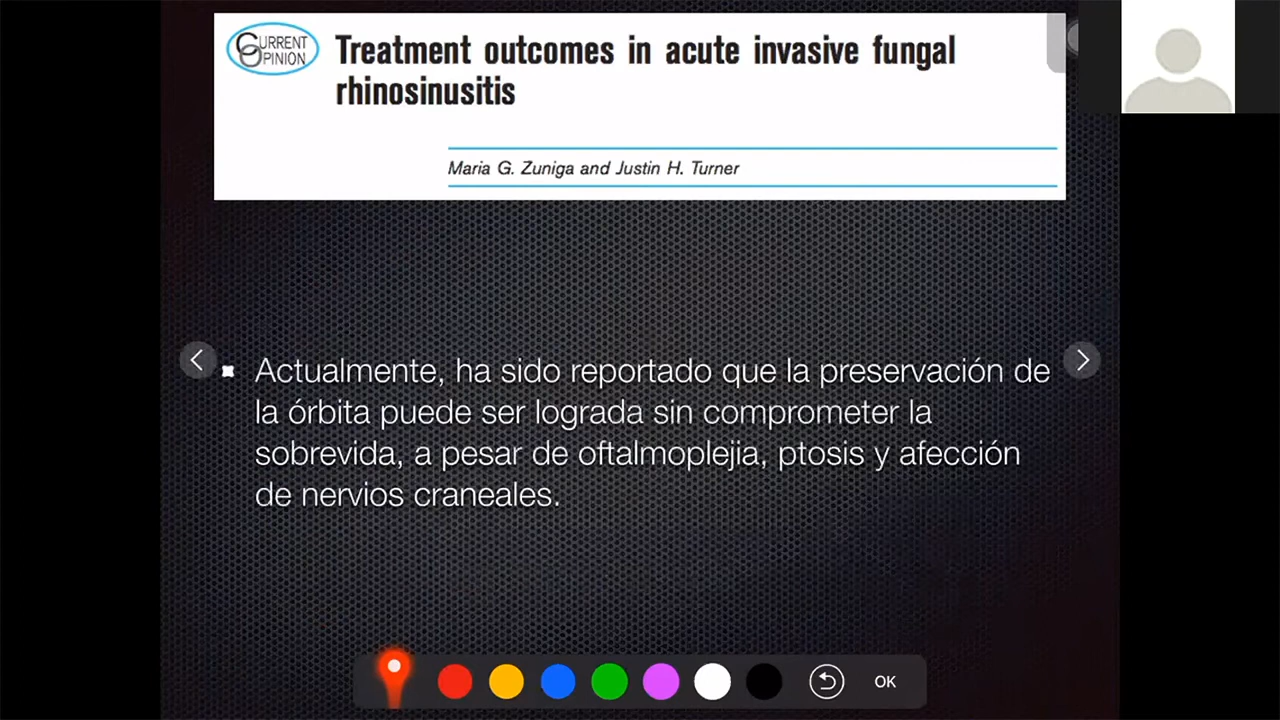 CURRENT
OPINION
Treatment outcomes in acute invasive fungal
rhinosinusitis
Maria G. Zuniga and Justin H. Turner
Actualmente, ha sido reportado que la preservación de
la órbita puede ser lograda sin comprometer la
sobrevida, a pesar de oftalmoplejia, ptosis y afección
de nervios craneales.
OK